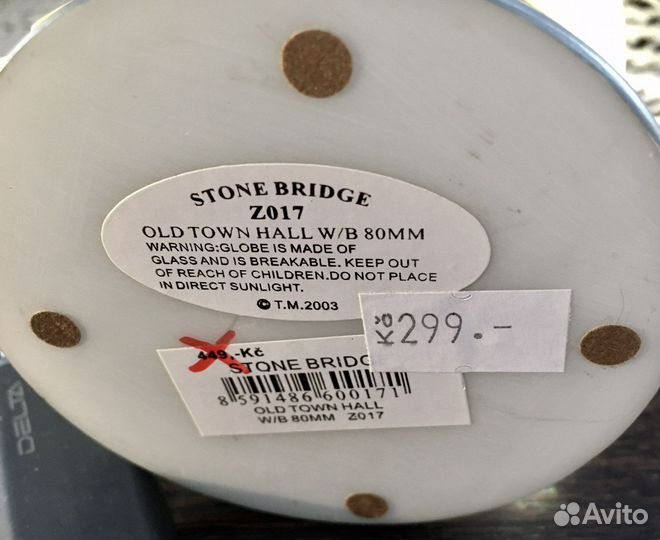 STONE BRIDGE
Z017
OLD TOWN HALL W/B 80MM
WARNING:GLOBE IS MADE OF
GLASS AND IS BREAKABLE. KEEP OUT
OF REACH OF CHILDREN.DO NOT PLACE
IN DIRECT SUNLIGHT.
© T.M.2003
Kč 299.-
449,-Kč
STONE BRIDG
8 591486 600171
OLD TOWN HALL
W/B 80MM Z017
DELTA
Avito